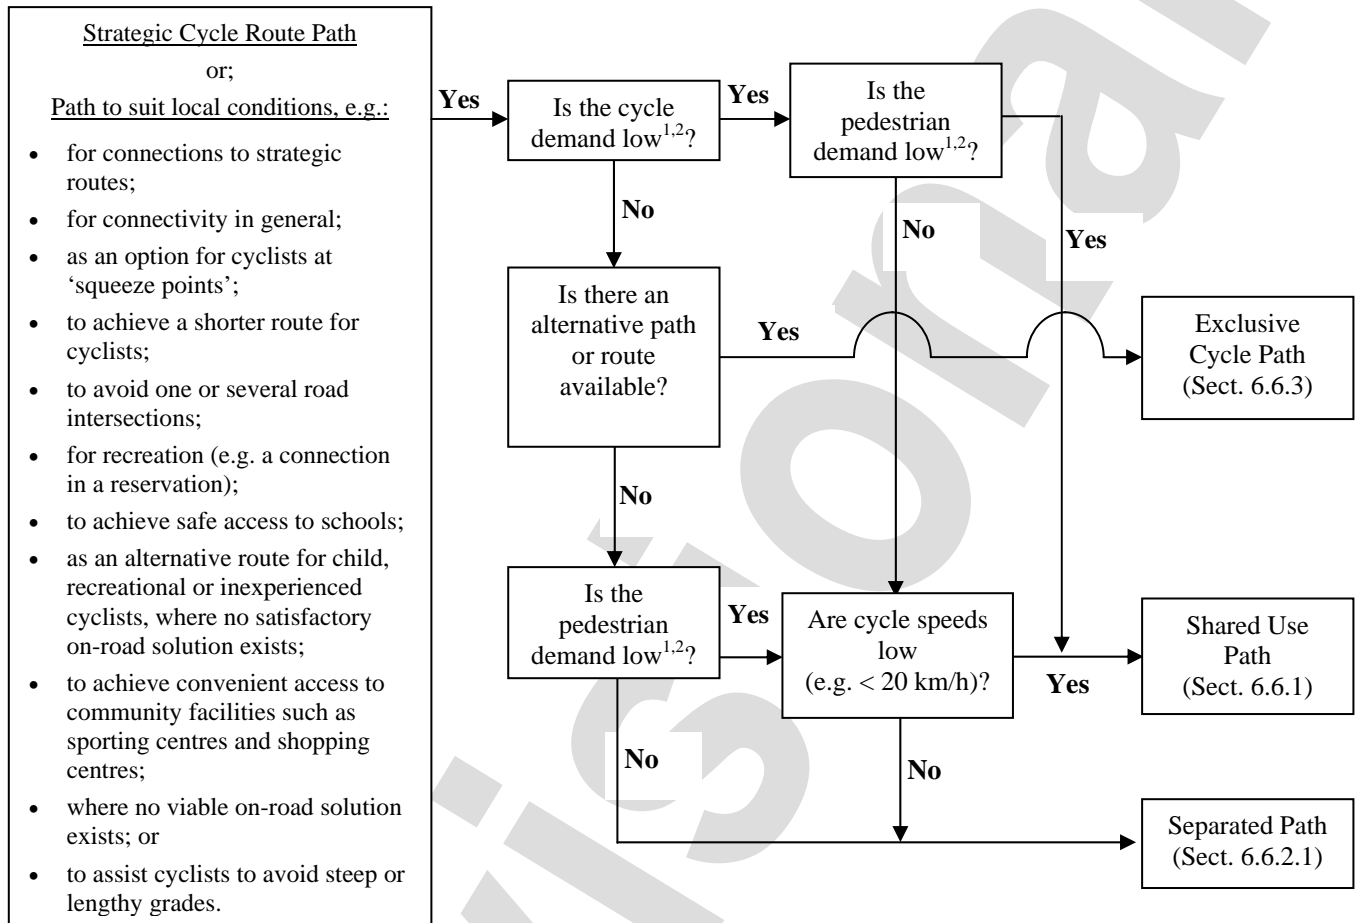 Strategic Cycle Route Path
or;
Path to suit local conditions, e.g.:
• for connections to strategic
routes;
• for connectivity in general;
• as an option for cyclists at
‘squeeze points’;
• to achieve a shorter route for
cyclists;
• to avoid one or several road
intersections;
• for recreation (e.g. a connection
in a reservation);
• to achieve safe access to schools;
• as an alternative route for child,
recreational or inexperienced
cyclists, where no satisfactory
on-road solution exists;
• to achieve convenient access to
community facilities such as
sporting centres and shopping
centres;
• where no viable on-road solution
exists; or
• to assist cyclists to avoid steep or
lengthy grades.
Yes
Is the cycle
demand low1,2?
Yes
Is the
pedestrian
demand low1,2?
No
No
Yes
Is there an
alternative path
or route
available?
Yes
Exclusive
Cycle Path
(Sect. 6.6.3)
No
Is the
pedestrian
demand low1,2?
Yes
Are cycle speeds
low
(e.g. < 20 km/h)?
Yes
Shared Use
Path
(Sect. 6.6.1)
No
No
Separated Path
(Sect. 6.6.2.1)